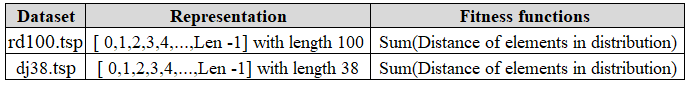 Dataset Representation Fitness functions
rd100.tsp [ 0,1,2,3,4,...,Len -1] with length 100 Sum(Distance of elements in distribution)
dj38.tsp [ 0,1,2,3,4,...,Len -1] with length 38 Sum(Distance of elements in distribution)